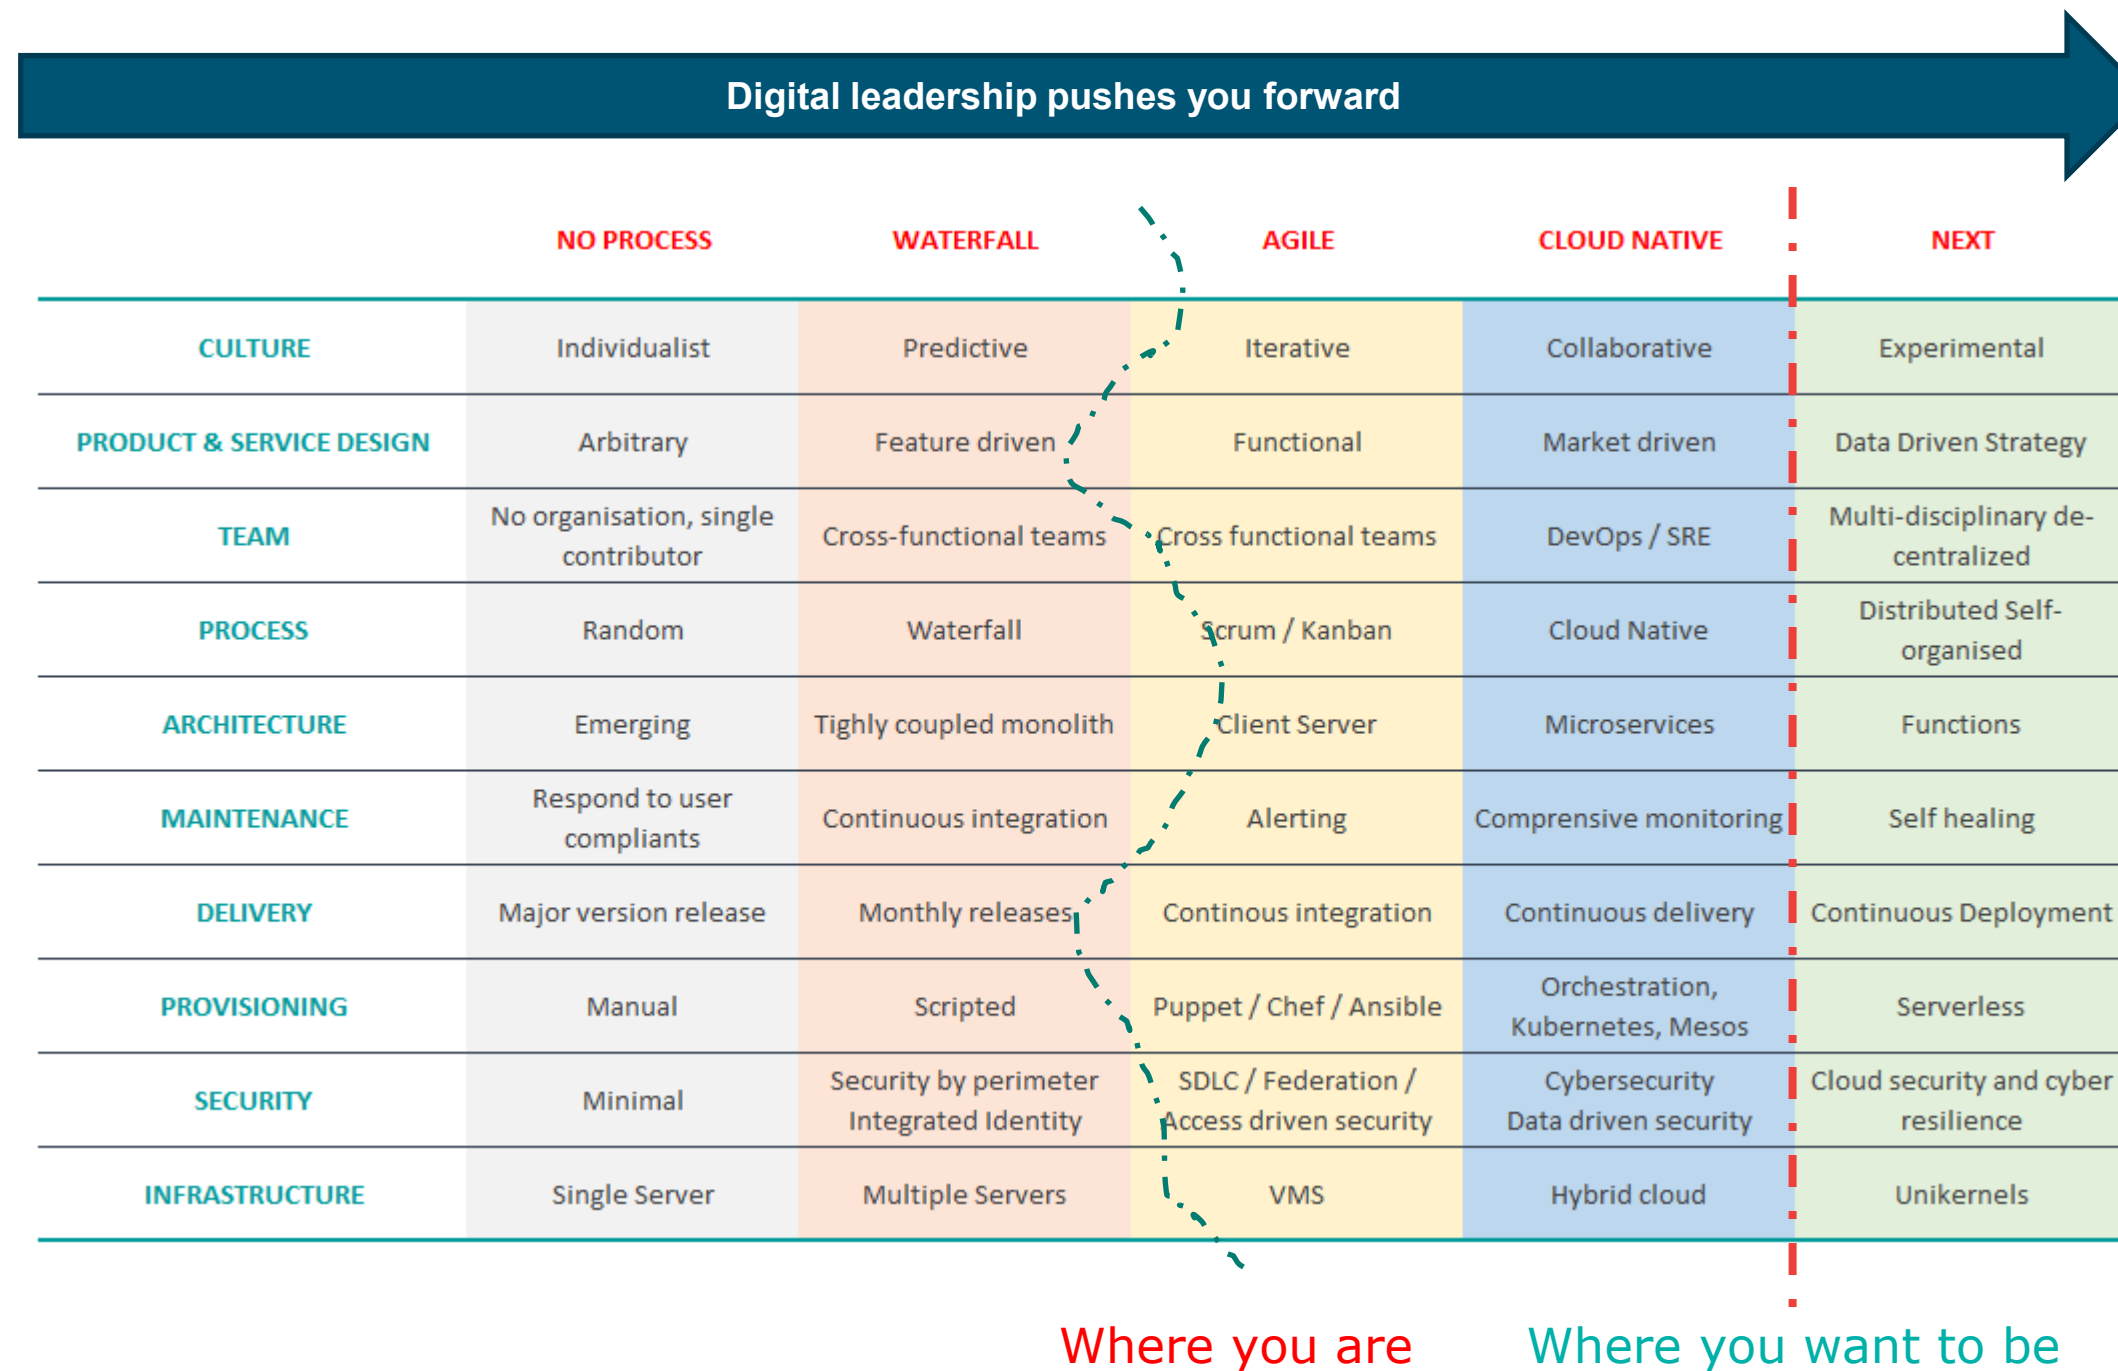 Digital leadership pushes you forward
NO PROCESS WATERFALL AGILE CLOUD NATIVE NEXT
CULTURE Individualist Predictive Iterative Collaborative Experimental
PRODUCT & SERVICE DESIGN Arbitrary Feature driven Functional Market driven Data Driven Strategy
TEAM No organisation, single contributor Cross-functional teams Cross functional teams DevOps / SRE Multi-disciplinary de-centralized
PROCESS Random Waterfall Scrum / Kanban Cloud Native Distributed Self-organised
ARCHITECTURE Emerging Tighly coupled monolith Client Server Microservices Functions
MAINTENANCE Respond to user compliants Continuous integration Alerting Comprensive monitoring Self healing
DELIVERY Major version release Monthly releases Continous integration Continuous delivery Continuous Deployment
PROVISIONING Manual Scripted Puppet / Chef / Ansible Orchestration, Kubernetes, Mesos Serverless
SECURITY Minimal Security by perimeter Integrated Identity SDLC / Federation / Access driven security Cybersecurity Data driven security Cloud security and cyber resilience
INFRASTRUCTURE Single Server Multiple Servers VMS Hybrid cloud Unikernels
Where you are Where you want to be